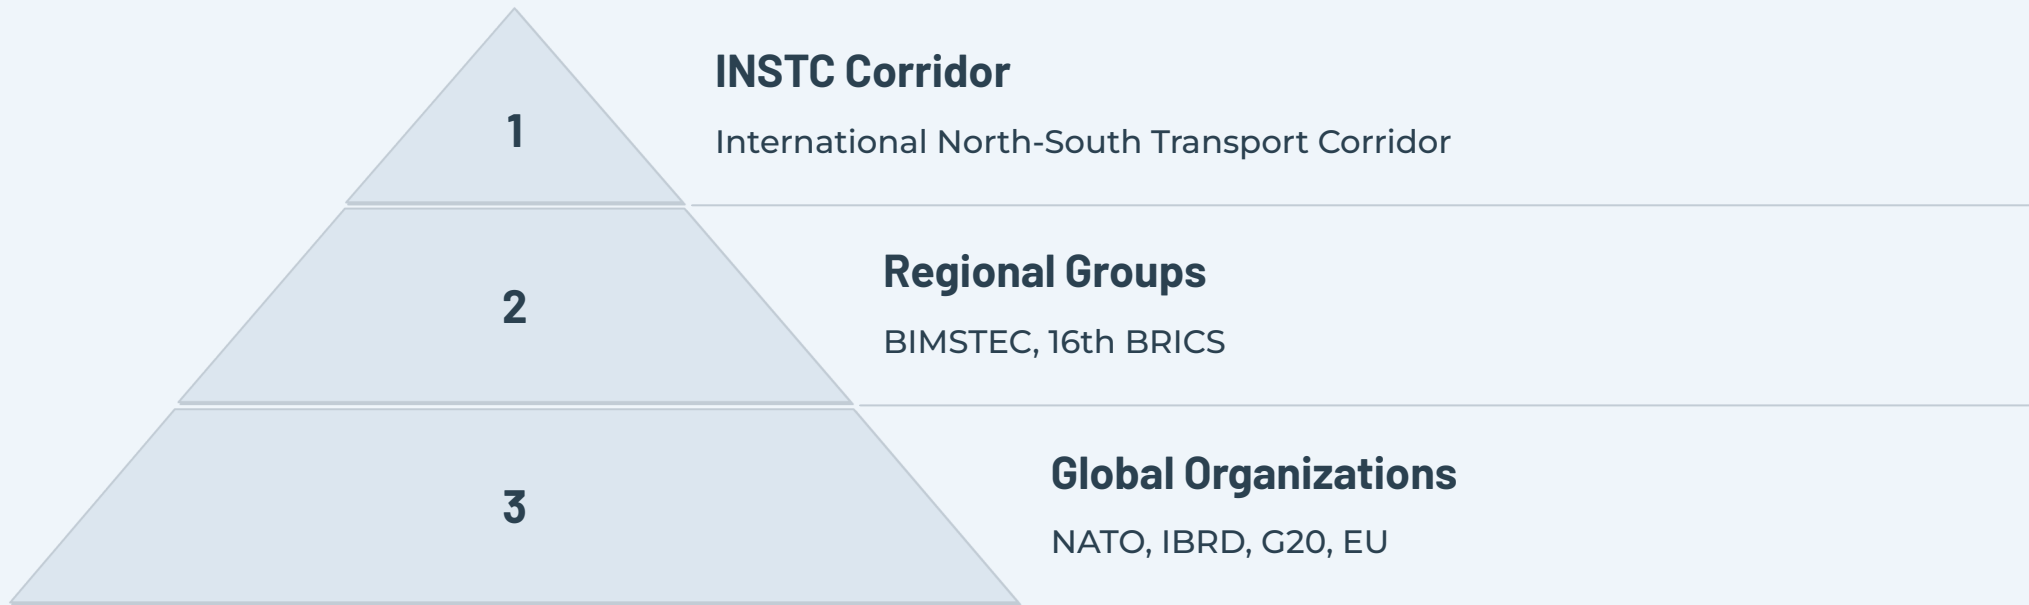 1
INSTC Corridor
International North-South Transport Corridor
2
Regional Groups
BIMSTEC, 16th BRICS
3
Global Organizations
NATO, IBRD, G20, EU